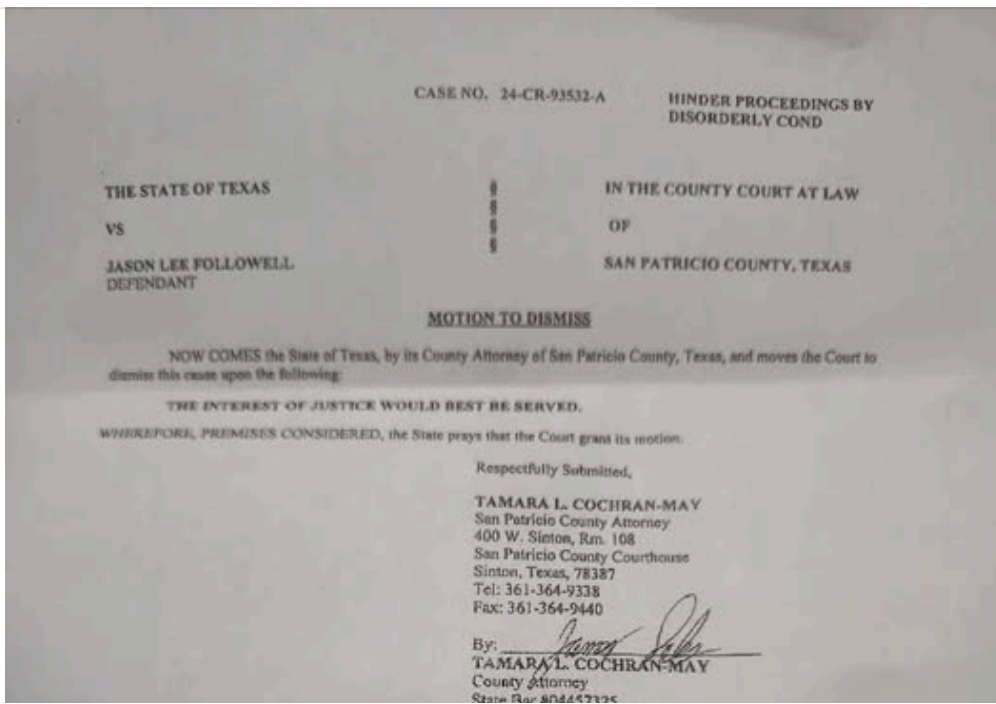 CASE NO. 24-CR-93532-A
HINDER PROCEEDINGS BY
DISORDERLY COND
THE STATE OF TEXAS
VS
JASON LEE FOLLOWELL
DEFENDANT
§
§
§
§
IN THE COUNTY COURT AT LAW
OF
SAN PATRICIO COUNTY, TEXAS
MOTION TO DISMISS
NOW COMES the State of Texas, by its County Attorney of San Patricio County, Texas, and moves the Court to
dismiss this cause upon the following:
THE INTEREST OF JUSTICE WOULD BEST BE SERVED.
WHEREFORE, PREMISES CONSIDERED, the State prays that the Court grant its motion.
Respectfully Submitted,
TAMARA L. COCHRAN-MAY
San Patricio County Attorney
400 W. Sinton, Rm. 108
San Patricio County Courthouse
Sinton, Texas, 78387
Tel: 361-364-9338
Fax: 361-364-9440
By:
TAMARA L. COCHRAN-MAY
County Attorney
State Bar